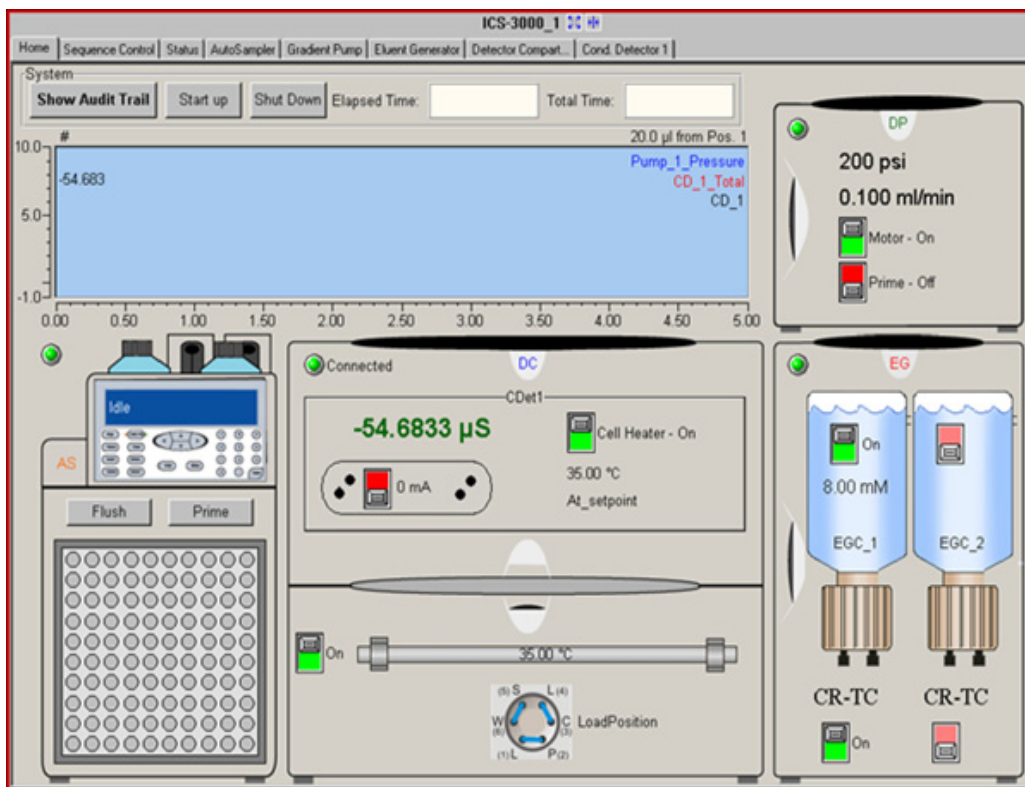 ICS-3000_1
Home Sequence Control Status AutoSampler Gradient Pump Eluent Generator Detector Compart... Cond. Detector 1
System
Show Audit Trail Start up Shut Down Elapsed Time: Total Time:
# 20.0 µl from Pos. 1
10.0
Pump_1_Pressure
-54.683 CD_1_Total
CD_1
5.0
-1.0
0.00 0.50 1.00 1.50 2.00 2.50 3.00 3.50 4.00 4.50 5.00
DP
200 psi
0.100 ml/min
Motor - On
Prime - Off
Idle
AS
Flush Prime
Connected DC
CDet1
-54.6833 µS
Cell Heater - On
0 mA
35.00 °C
At_setpoint
On 35.00 °C
(5) S L (4)
W C LoadPosition
(6) (3)
(1) L P (2)
EG
On
8.00 mM
EGC_1 EGC_2
CR-TC CR-TC
On